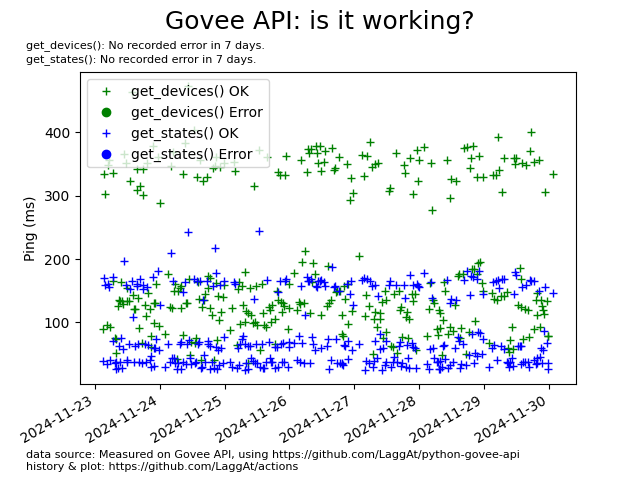 Govee API: is it working?
get_devices(): No recorded error in 7 days.
get_states(): No recorded error in 7 days.
get_devices() OK
get_devices() Error
get_states() OK
get_states() Error
400
300
200
100
Ping (ms)
2024-11-23
2024-11-24
2024-11-25
2024-11-26
2024-11-27
2024-11-28
2024-11-29
2024-11-30
data source: Measured on Govee API, using https://github.com/LaggAt/python-govee-api
history & plot: https://github.com/LaggAt/actions